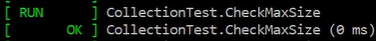 [ RUN      ] CollectionTest.CheckMaxSize
[       OK ] CollectionTest.CheckMaxSize (0 ms)